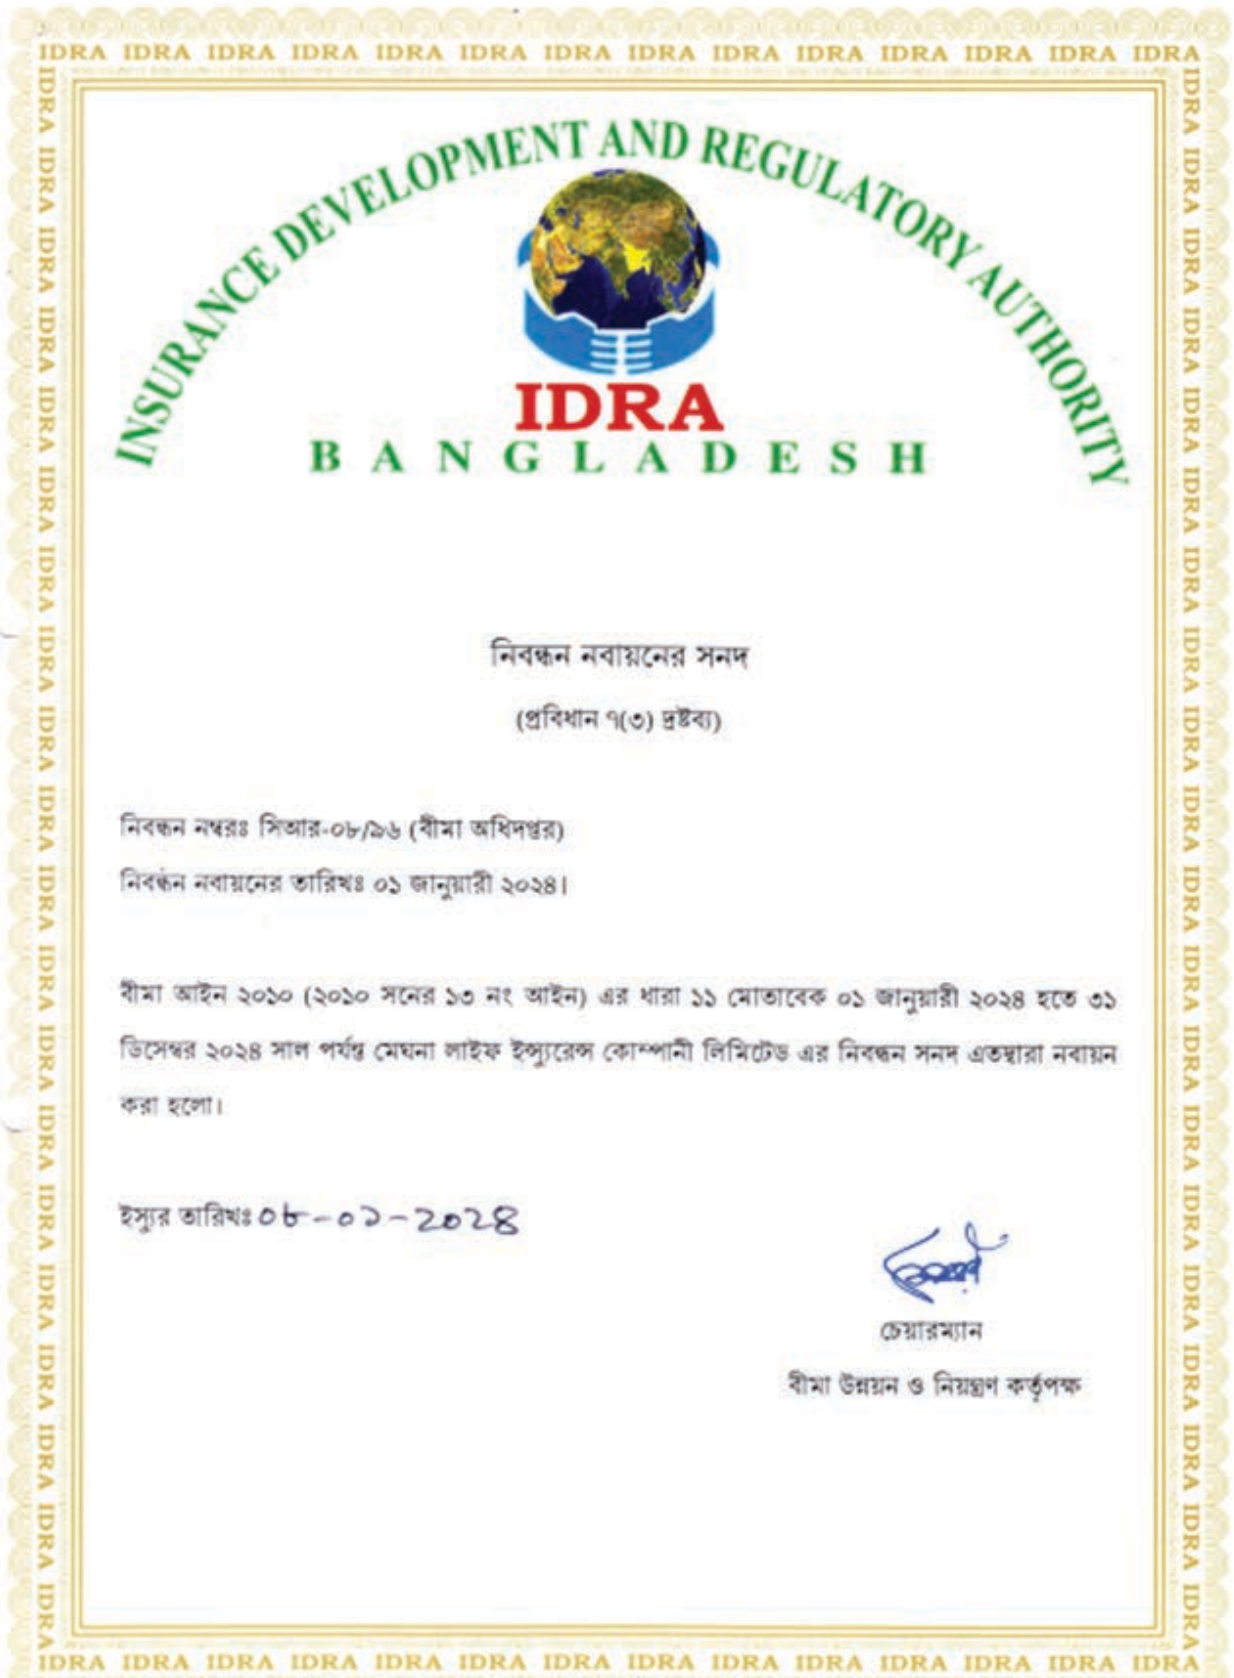 IDRA IDRA IDRA IDRA IDRA IDRA IDRA IDRA IDRA IDRA IDRA IDRA IDRA IDRA
INSURANCE DEVELOPMENT AND REGULATORY AUTHORITY
IDRA
BANGLADESH
নিবন্ধন নবায়নের সনদ
(প্রবিধান ৭(৩) দ্রষ্টব্য)
নিবন্ধন নম্বরঃ সিআর-০৮/৯৬ (বীমা অধিদপ্তর)
নিবন্ধন নবায়নের তারিখঃ ০১ জানুয়ারী ২০২৪।
বীমা আইন ২০১০ (২০১০ সনের ১৩ নং আইন) এর ধারা ১১ মোতাবেক ০১ জানুয়ারী ২০২৪ হতে ৩১
ডিসেম্বর ২০২৪ সাল পর্যন্ত মেঘনা লাইফ ইন্স্যুরেন্স কোম্পানী লিমিটেড এর নিবন্ধন সনদ এতদ্বারা নবায়ন
করা হলো।
ইস্যুর তারিখঃ ০৮-০১-২০২৪
চেয়ারম্যান
বীমা উন্নয়ন ও নিয়ন্ত্রণ কর্তৃপক্ষ
IDRA IDRA IDRA IDRA IDRA IDRA IDRA IDRA IDRA IDRA IDRA IDRA IDRA IDRA